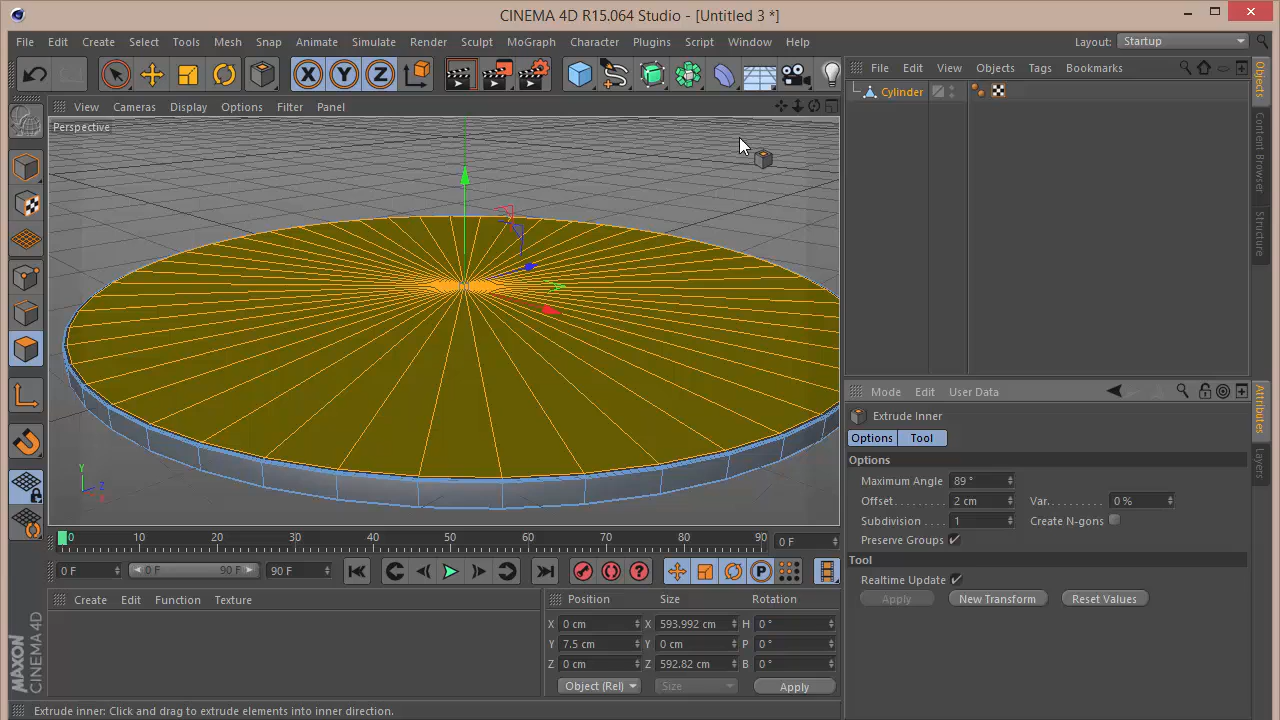 CINEMA 4D R15.064 Studio - [Untitled 3 *]
File Edit Create Select Tools Mesh Snap Animate Simulate Render Sculpt MoGraph Character Plugins Script Window Help Layout: Startup
X Y Z
File Edit View Objects Tags Bookmarks
View Cameras Display Options Filter Panel
Cylinder
Perspective
Objects
Content Browser
Structure
Mode Edit User Data
Extrude Inner
Options Tool
Options
Maximum Angle 89 °
Offset 2 cm Var. 0 %
Subdivision 1 Create N-gons
Preserve Groups
Tool
Realtime Update
Apply New Transform Reset Values
Attributes
Layers
Y
Z
X
0 10 20 30 40 50 60 70 80 90 0 F
0 F 0 F 90 F 90 F
P
Create Edit Function Texture
Position Size Rotation
X 0 cm X 593.992 cm H 0 °
Y 7.5 cm Y 0 cm P 0 °
Z 0 cm Z 592.82 cm B 0 °
Object (Rel) Size Apply
MAXON
CINEMA 4D
Extrude inner: Click and drag to extrude elements into inner direction.